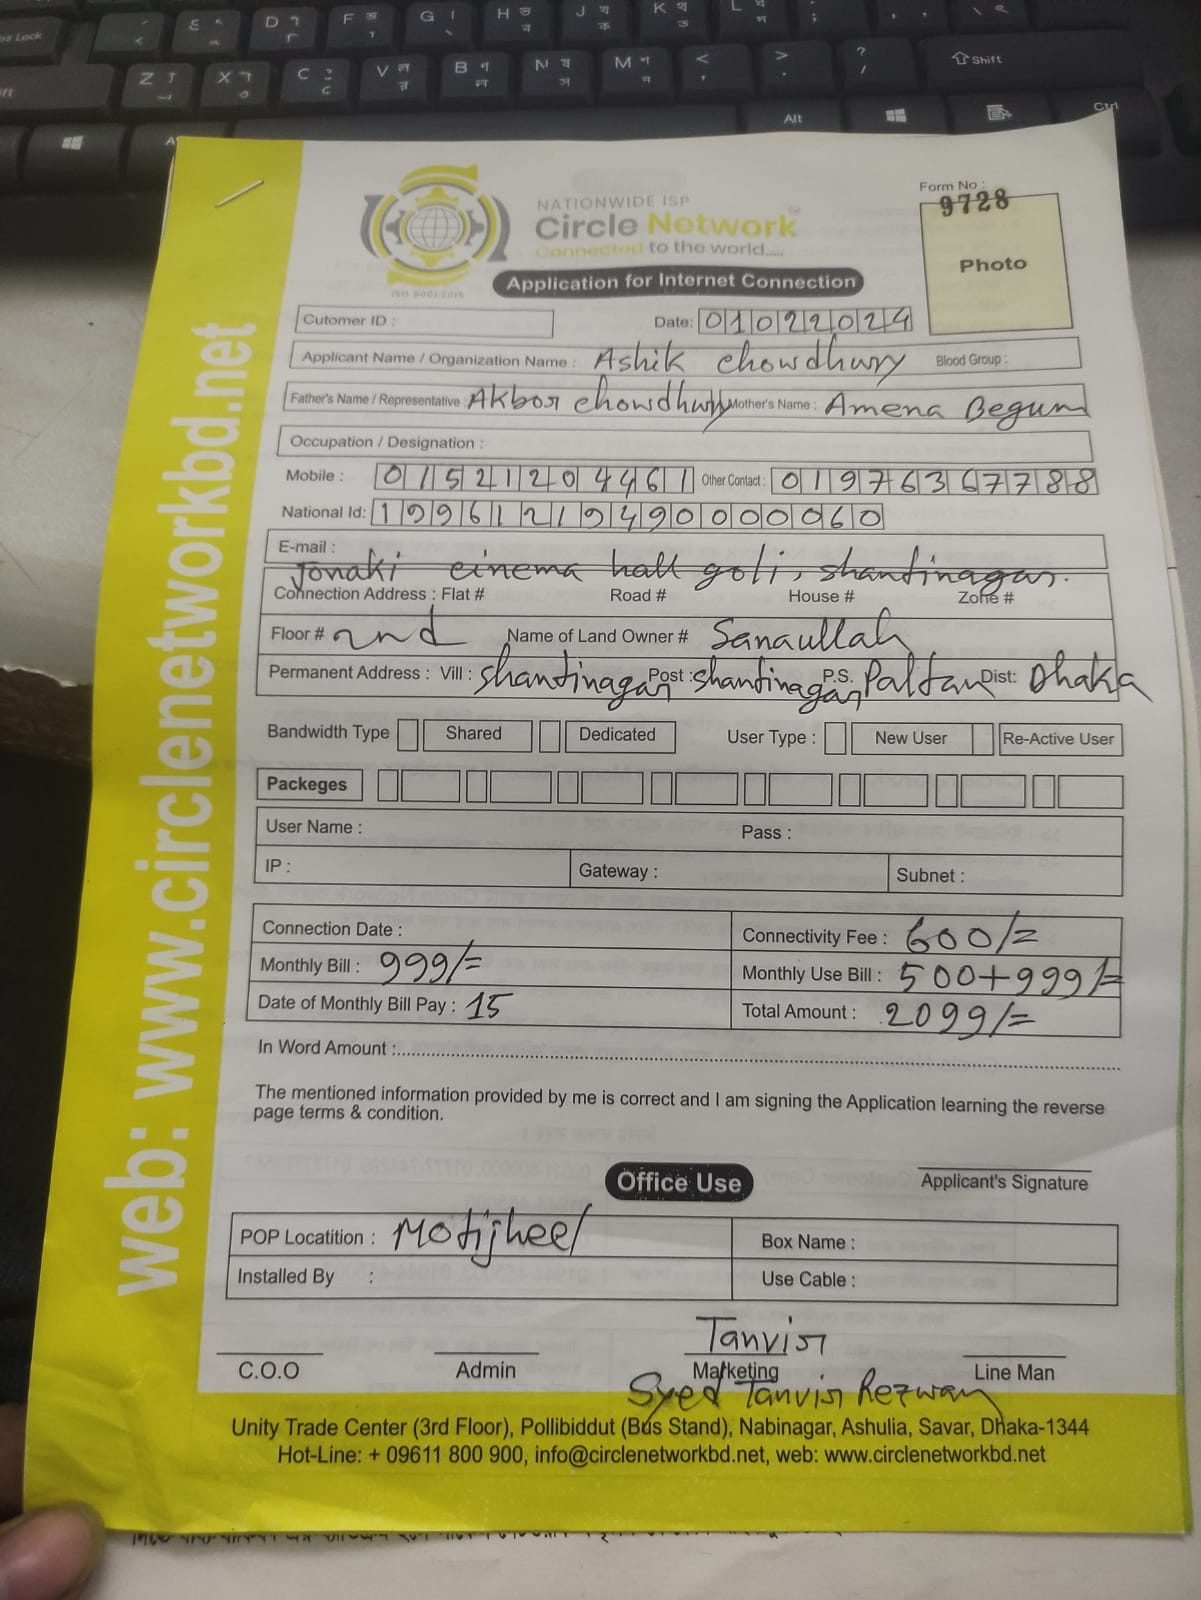 NATIONWIDE ISP
Circle Network
Connected to the world.....
ISO 9001:2015
Form No :
9728
Photo
Application for Internet Connection
Cutomer ID :
Date: 01022024
Applicant Name / Organization Name : Ashik Chowdhury Blood Group :
Father's Name / Representative : Akbor Chowdhury Mother's Name : Amena Begum
Occupation / Designation :
Mobile : 01521204461 Other Contact : 01976367788
National Id: 19961219490000060
E-mail :
Jonaki cinema hall goli, shantinagar.
Connection Address : Flat # Road # House # Zone #
Floor # 2nd Name of Land Owner # Sanaullah
Permanent Address : Vill : Shantinagar Post : Shantinagar P.S. Paltan Dist: Dhaka
Bandwidth Type Shared Dedicated User Type : New User Re-Active User
Packeges
User Name : Pass :
IP : Gateway : Subnet :
Connection Date : Connectivity Fee : 600/=
Monthly Bill : 999/= Monthly Use Bill : 500+999/=
Date of Monthly Bill Pay : 15 Total Amount : 2099/=
In Word Amount :
The mentioned information provided by me is correct and I am signing the Application learning the reverse
page terms & condition.
Office Use
Applicant's Signature
POP Locatition : Motijheel Box Name :
Installed By : Use Cable :
Tanvir
C.O.O Admin Marketing Line Man
Syed Tanvir Rezwan
Unity Trade Center (3rd Floor), Pollibiddut (Bus Stand), Nabinagar, Ashulia, Savar, Dhaka-1344
Hot-Line: + 09611 800 900, info@circlenetworkbd.net, web: www.circlenetworkbd.net
web: www.circlenetworkbd.net